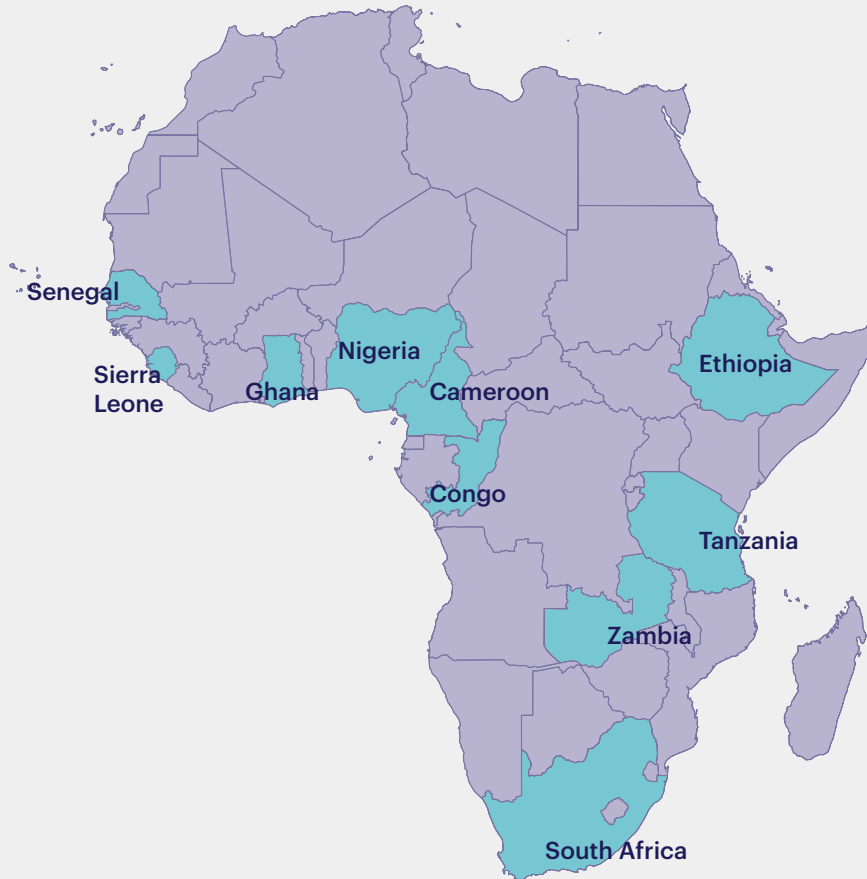 Senegal
Nigeria
Ethiopia
Sierra
Leone
Ghana
Cameroon
Congo
Tanzania
Zambia
South Africa